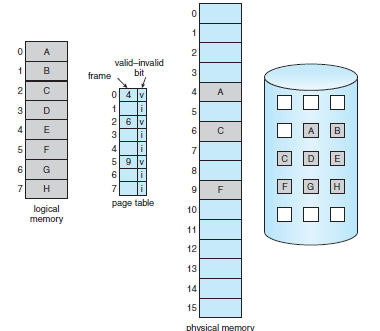 0 A
1 B
2 C
3 D
4 E
5 F
6 G
7 H
logical
memory
valid–invalid
bit
frame
0 4 v
1 i
2 6 v
3 i
4 i
5 9 v
6 i
7 i
page table
0
1
2
3
4 A
5
6 C
7
8
9 F
10
11
12
13
14
15
physical memory
A B
C D E
F G H